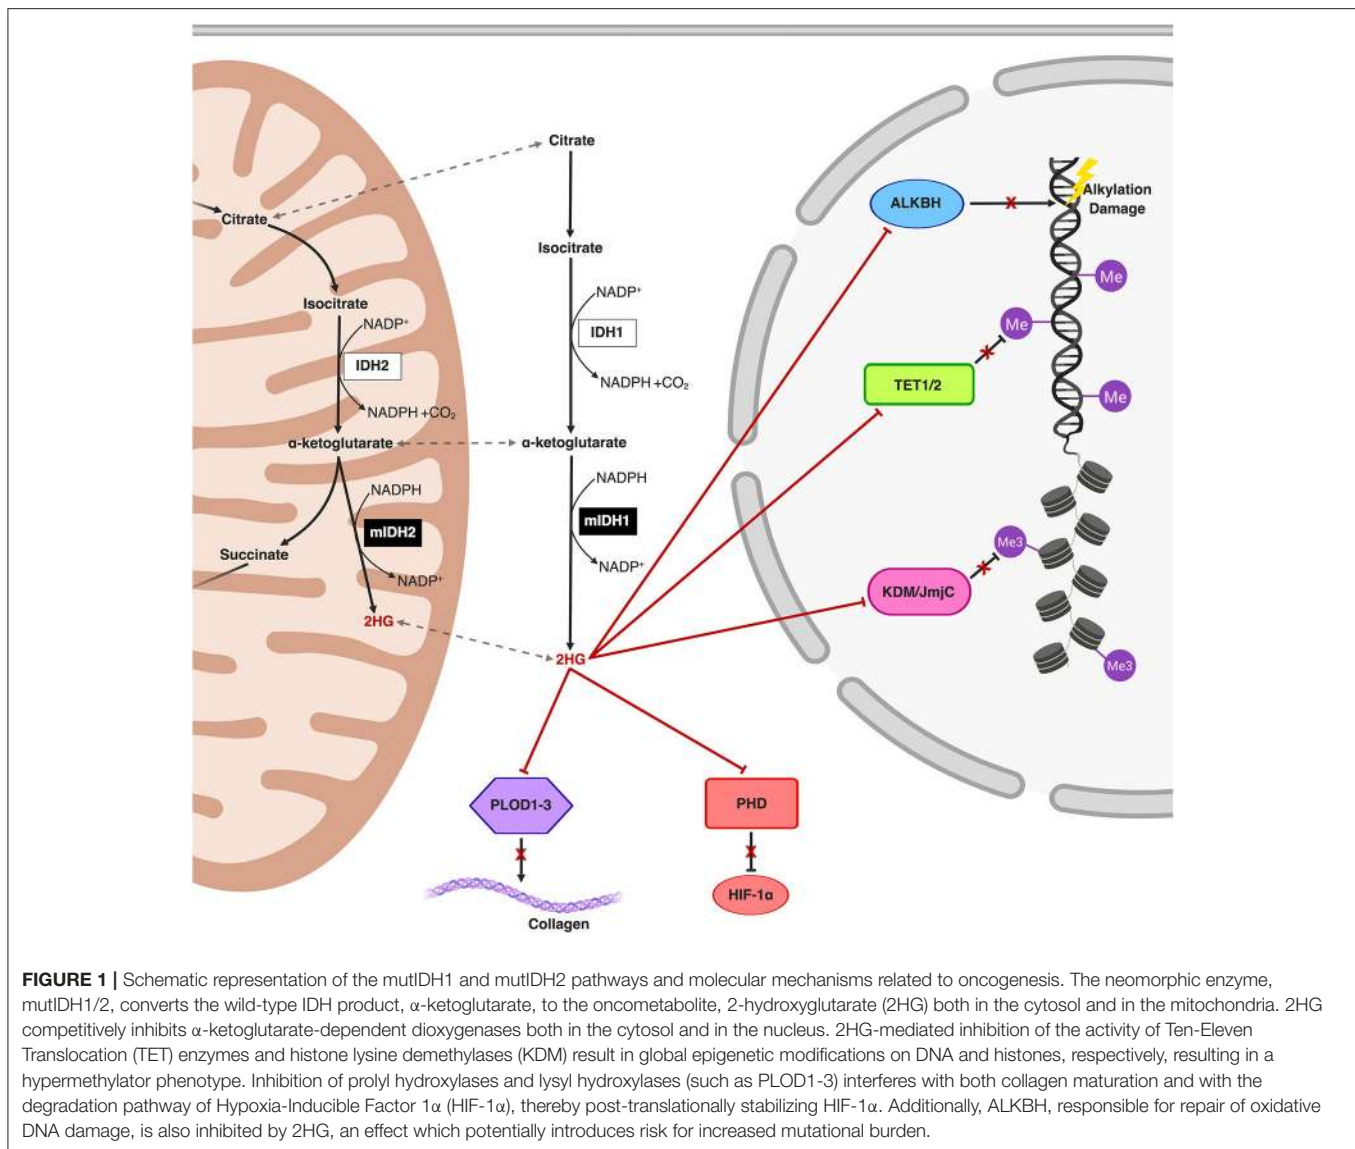 Citrate
Citrate
Isocitrate
Isocitrate
NADP⁺
IDH2
NADPH +CO₂
NADP⁺
IDH1
NADPH +CO₂
α-ketoglutarate
α-ketoglutarate
NADPH
mIDH2
NADP⁺
Succinate
2HG
NADPH
mIDH1
NADP⁺
2HG
ALKBH
Alkylation
Damage
Me
Me
TET1/2
Me
Me3
KDM/JmjC
Me3
PLOD1-3
Collagen
PHD
HIF-1α
FIGURE 1 | Schematic representation of the mutIDH1 and mutIDH2 pathways and molecular mechanisms related to oncogenesis. The neomorphic enzyme,
mutIDH1/2, converts the wild-type IDH product, α-ketoglutarate, to the oncometabolite, 2-hydroxyglutarate (2HG) both in the cytosol and in the mitochondria. 2HG
competitively inhibits α-ketoglutarate-dependent dioxygenases both in the cytosol and in the nucleus. 2HG-mediated inhibition of the activity of Ten-Eleven
Translocation (TET) enzymes and histone lysine demethylases (KDM) result in global epigenetic modifications on DNA and histones, respectively, resulting in a
hypermethylator phenotype. Inhibition of prolyl hydroxylases and lysyl hydroxylases (such as PLOD1-3) interferes with both collagen maturation and with the
degradation pathway of Hypoxia-Inducible Factor 1α (HIF-1α), thereby post-translationally stabilizing HIF-1α. Additionally, ALKBH, responsible for repair of oxidative
DNA damage, is also inhibited by 2HG, an effect which potentially introduces risk for increased mutational burden.